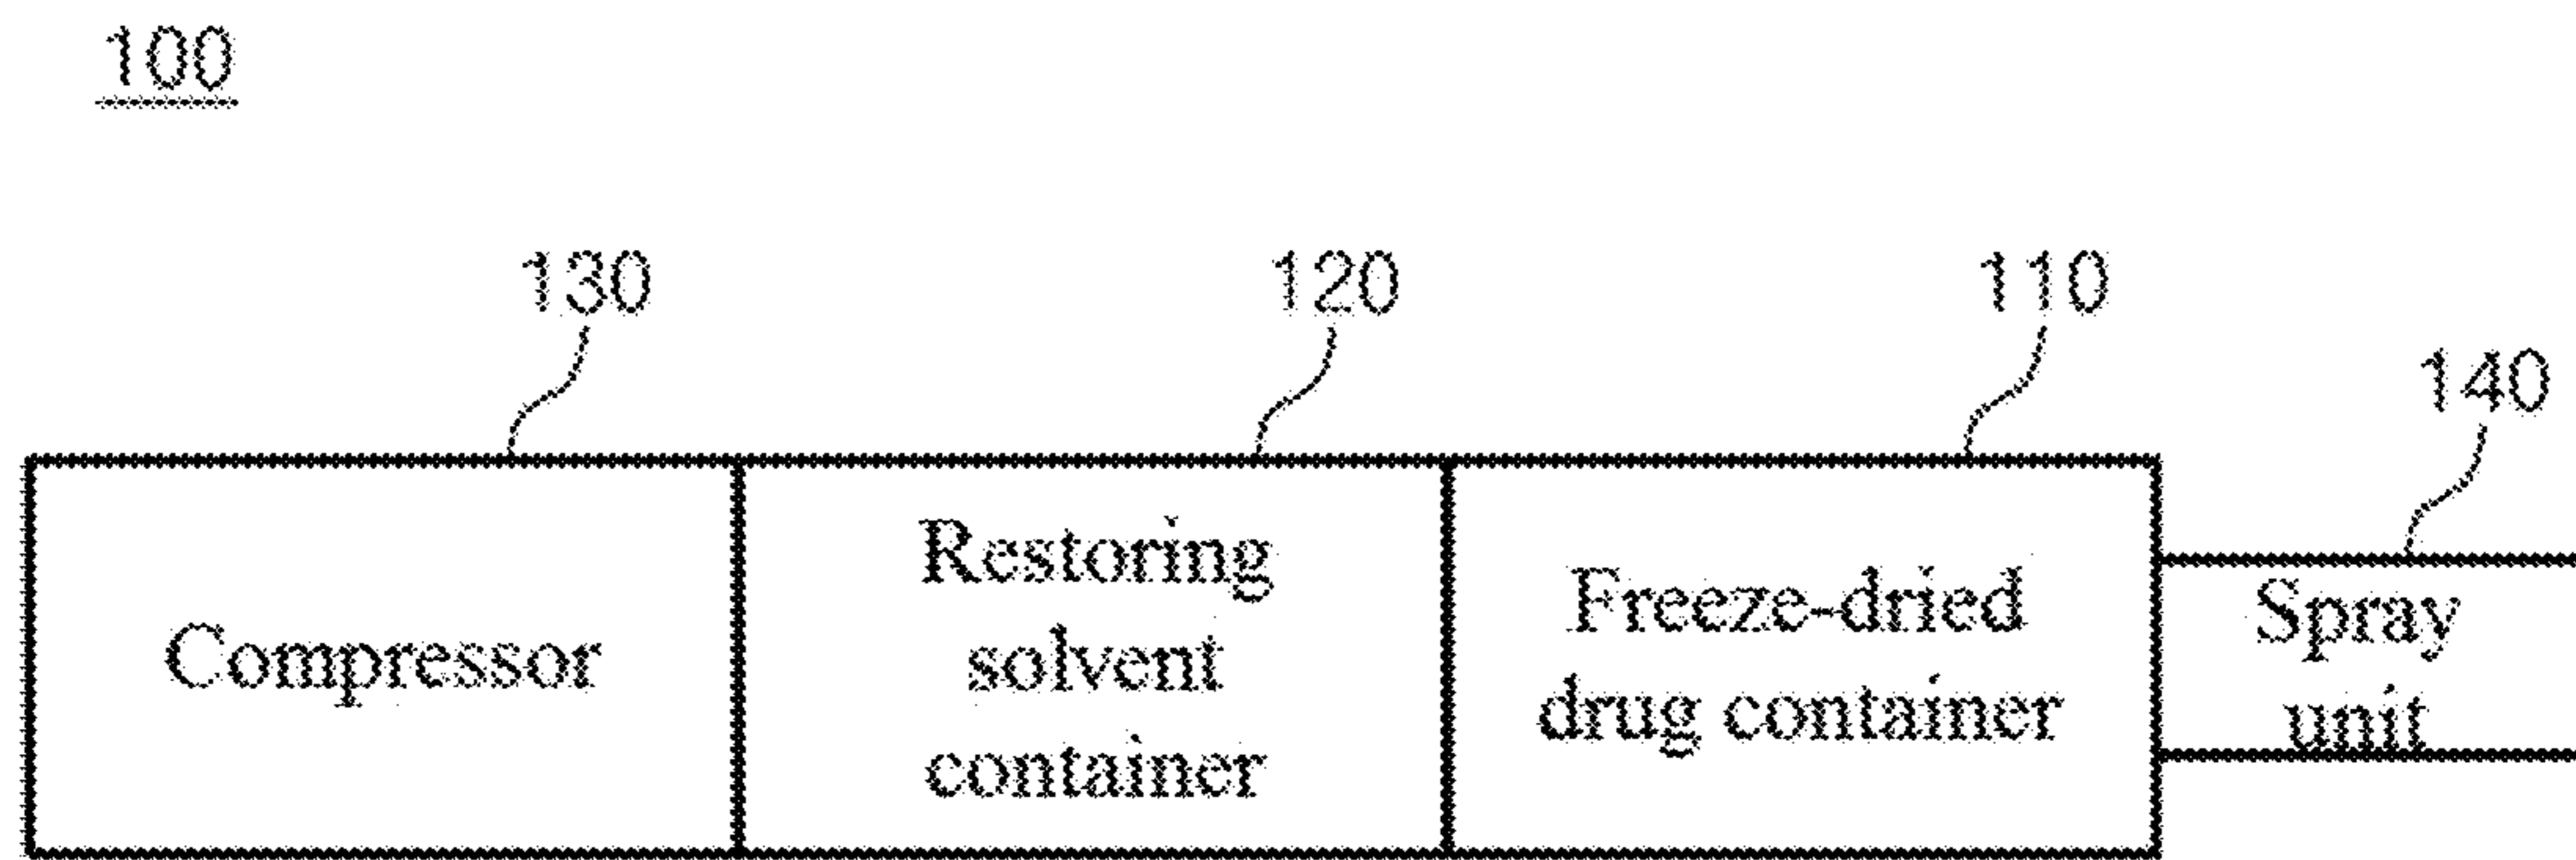 100
130
120
110
140
Compressor
Restoring
solvent
container
Freeze-dried
drug container
Spray
unit